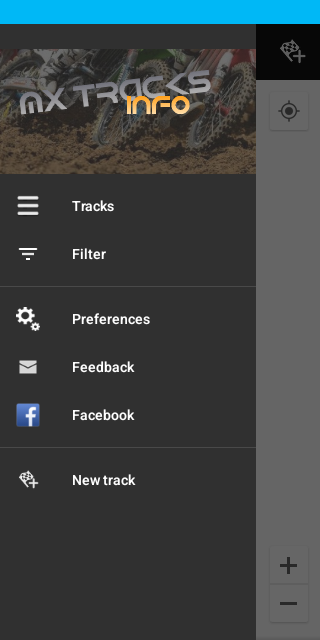 MX TRACKS
INFO
Tracks
Filter
Preferences
Feedback
Facebook
New track